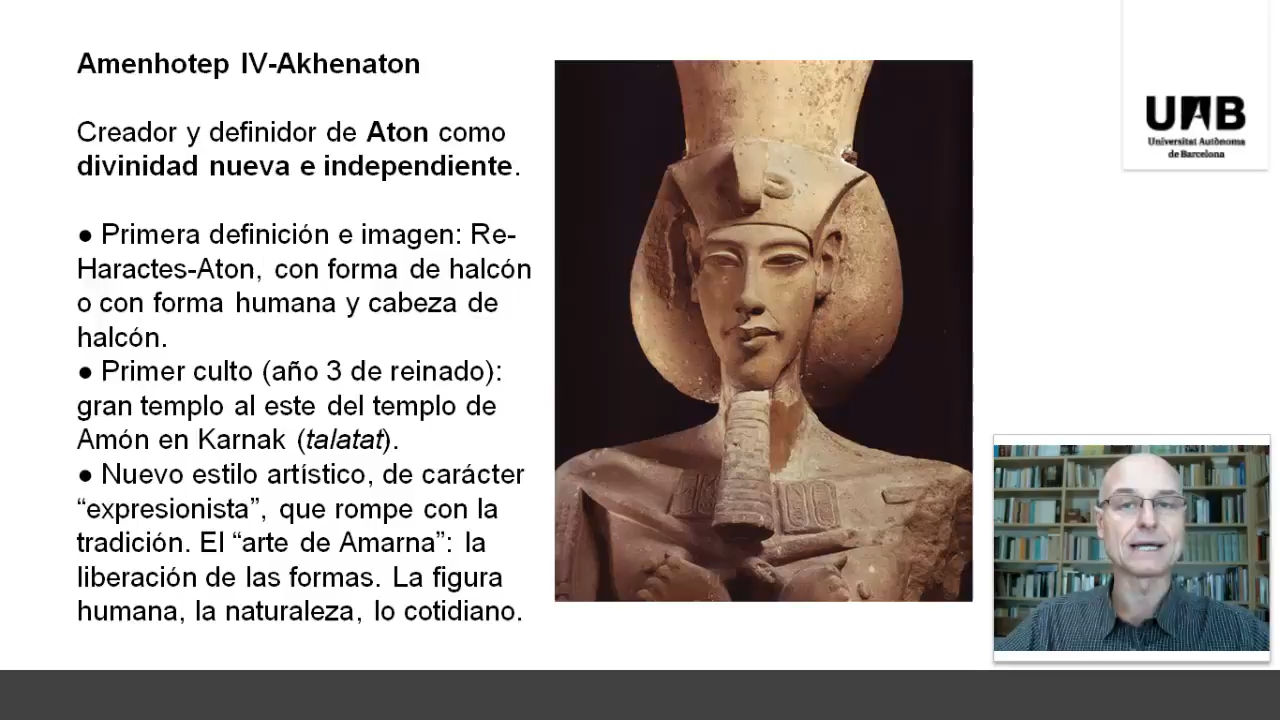 Amenhotep IV-Akhenaton
Creador y definidor de Aton como
divinidad nueva e independiente.
● Primera definición e imagen: Re-
Haractes-Aton, con forma de halcón
o con forma humana y cabeza de
halcón.
● Primer culto (año 3 de reinado):
gran templo al este del templo de
Amón en Karnak (talatat).
● Nuevo estilo artístico, de carácter
“expresionista”, que rompe con la
tradición. El “arte de Amarna”: la
liberación de las formas. La figura
humana, la naturaleza, lo cotidiano.
UAB
Universitat Autònoma
de Barcelona